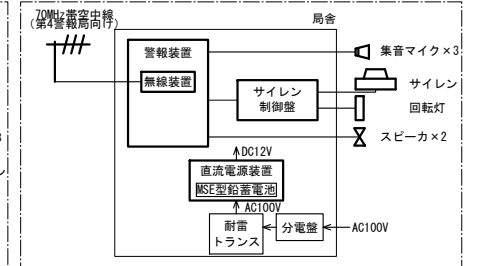 70MHz帯空中線
(第4警報局向け)
局舎
警報装置
無線装置
集音マイク×3
サイレン
サイレン
制御盤
回転灯
スピーカ×2
DC12V
直流電源装置
MSE型鉛蓄電池
AC100V
耐雷
トランス
分電盤
AC100V